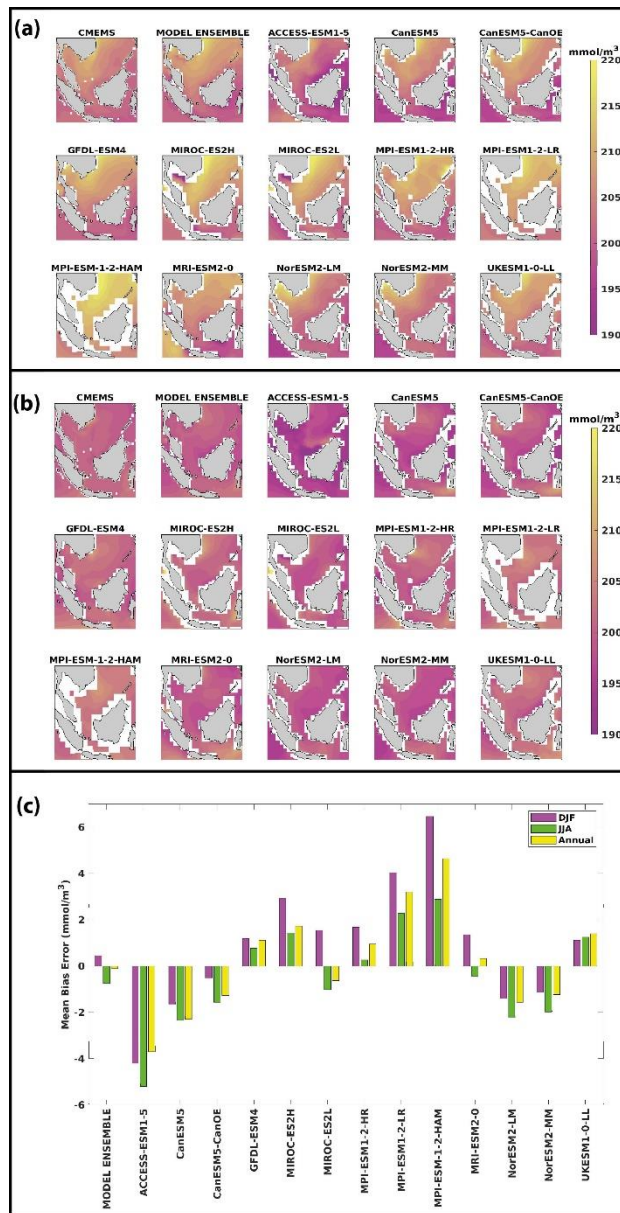 (a)
CMEMS MODEL ENSEMBLE ACCESS-ESM1-5 CanESM5 CanESM5-CanOE
mmol/m³
220
GFDL-ESM4 MIROC-ES2H MIROC-ES2L MPI-ESM1-2-HR MPI-ESM1-2-LR
215
210
205
200
MPI-ESM-1-2-HAM MRI-ESM2-0 NorESM2-LM NorESM2-MM UKESM1-0-LL
195
190
(b)
CMEMS MODEL ENSEMBLE ACCESS-ESM1-5 CanESM5 CanESM5-CanOE
mmol/m³
220
215
GFDL-ESM4 MIROC-ES2H MIROC-ES2L MPI-ESM1-2-HR MPI-ESM1-2-LR
210
205
200
MPI-ESM-1-2-HAM MRI-ESM2-0 NorESM2-LM NorESM2-MM UKESM1-0-LL
195
190
(c)
Mean Bias Error (mmol/m³)
6
4
2
0
-2
-4
-6
DJF
JJA
Annual
MODEL ENSEMBLE
ACCESS-ESM1-5
CanESM5
CanESM5-CanOE
GFDL-ESM4
MIROC-ES2H
MIROC-ES2L
MPI-ESM1-2-HR
MPI-ESM1-2-LR
MPI-ESM-1-2-HAM
MRI-ESM2-0
NorESM2-LM
NorESM2-MM
UKESM1-0-LL